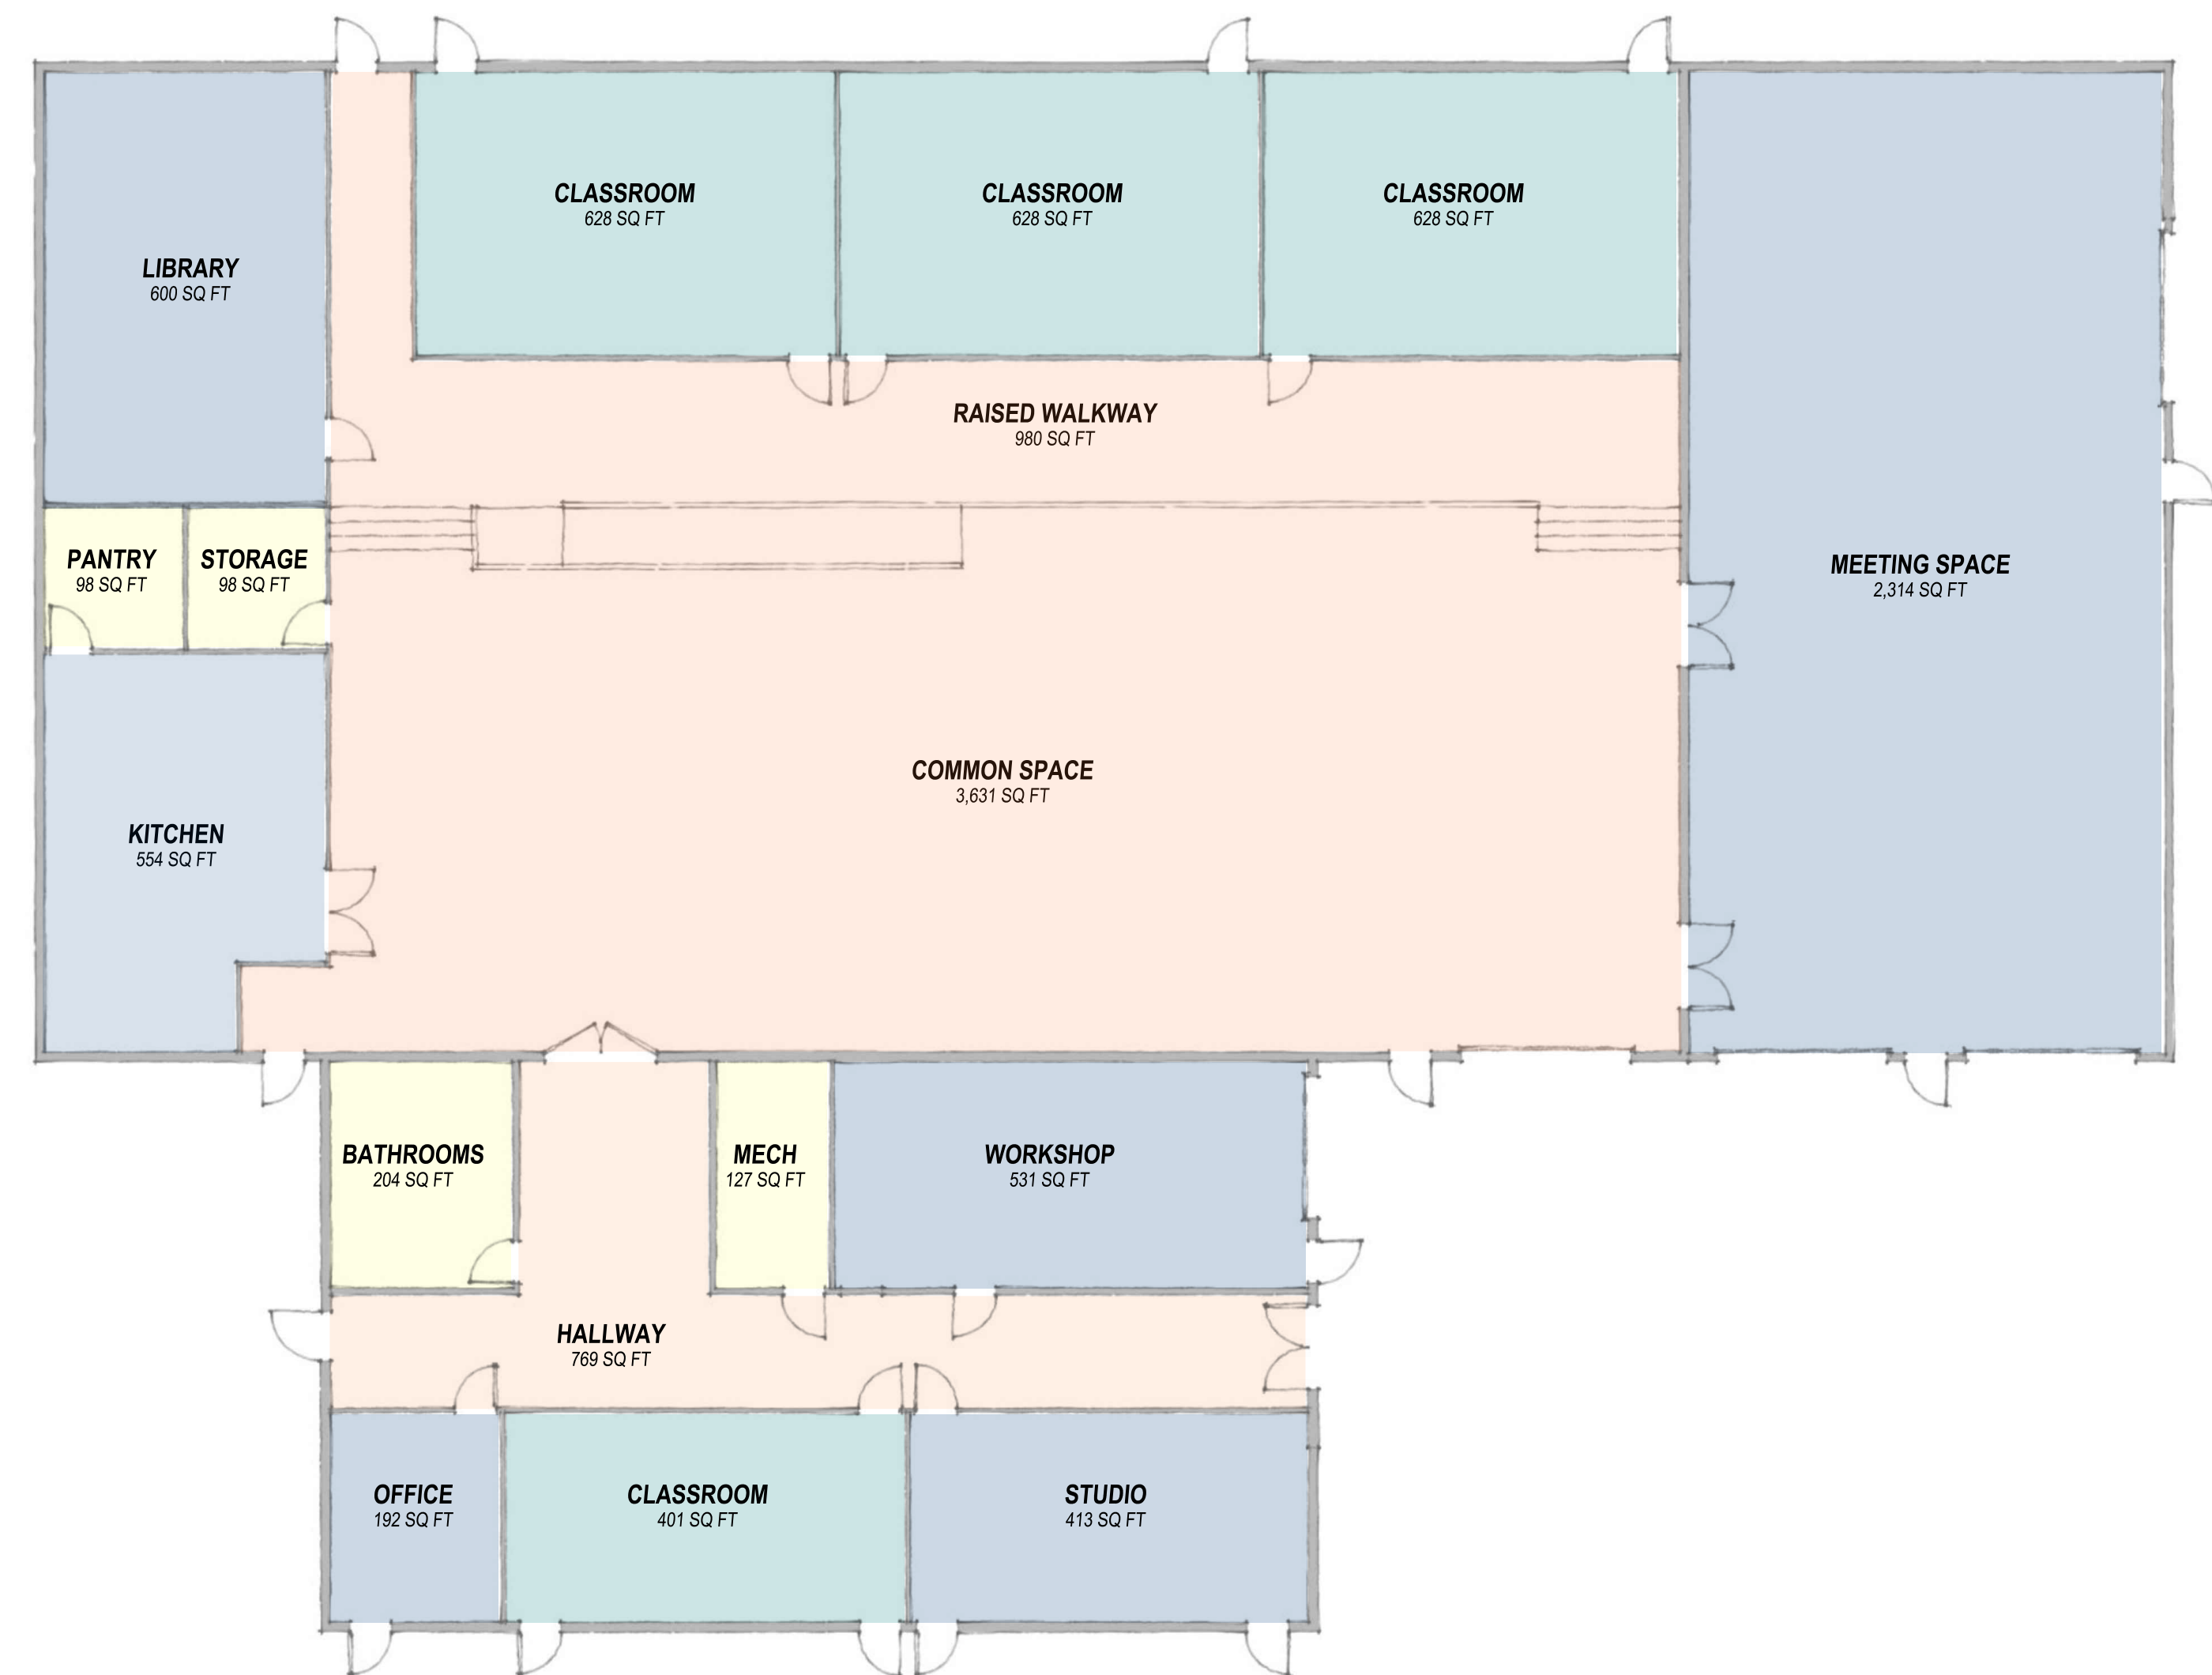 CLASSROOM
628 SQ FT
CLASSROOM
628 SQ FT
CLASSROOM
628 SQ FT
LIBRARY
600 SQ FT
RAISED WALKWAY
980 SQ FT
PANTRY
98 SQ FT
STORAGE
98 SQ FT
MEETING SPACE
2,314 SQ FT
COMMON SPACE
3,631 SQ FT
KITCHEN
554 SQ FT
BATHROOMS
204 SQ FT
MECH
127 SQ FT
WORKSHOP
531 SQ FT
HALLWAY
769 SQ FT
OFFICE
192 SQ FT
CLASSROOM
401 SQ FT
STUDIO
413 SQ FT